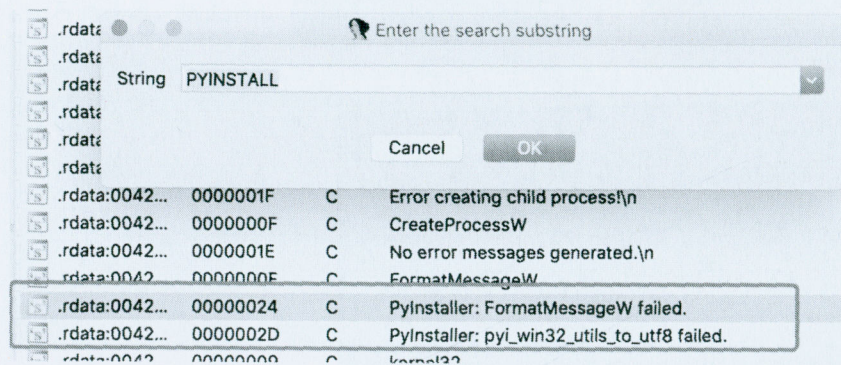 .rdata
Enter the search substring
.rdata
.rdata
String PYINSTALL
.rdata
.rdata
Cancel OK
.rdata
.rdata:0042... 0000001F C Error creating child process!\n
.rdata:0042... 0000000F C CreateProcessW
.rdata:0042... 0000001E C No error messages generated.\n
.rdata:0042 0000000F C FormatMessageW
.rdata:0042... 00000024 C PyInstaller: FormatMessageW failed.
.rdata:0042... 0000002D C PyInstaller: pyi_win32_utils_to_utf8 failed.
.rdata:0042 00000009 C kernel32